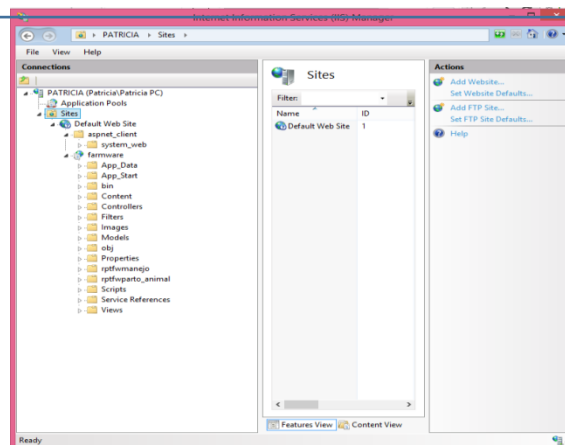 Internet Information Services (IIS) Manager
PATRICIA Sites
File View Help
Connections
PATRICIA (Patricia\Patricia PC)
Application Pools
Sites
Default Web Site
aspnet_client
system_web
farmware
App_Data
App_Start
bin
Content
Controllers
Filters
Images
Models
obj
Properties
rptfwmanejo
rptfwparto_animal
Scripts
Service References
Views
Sites
Filter:
Name ID
Default Web Site 1
Features View Content View
Actions
Add Website...
Set Website Defaults...
Add FTP Site...
Set FTP Site Defaults...
Help
Ready